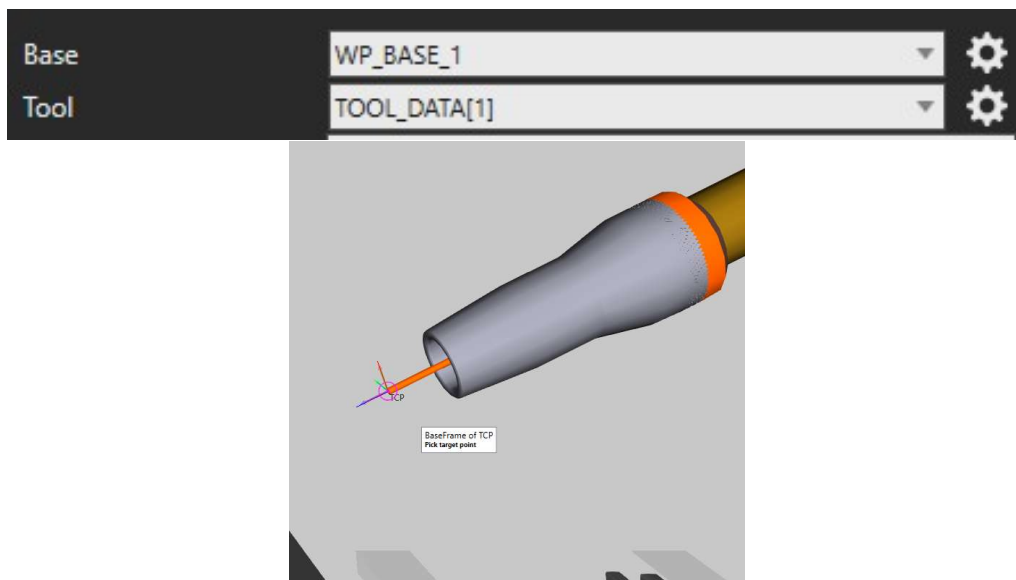 Base
WP_BASE_1
Tool
TOOL_DATA[1]
TCP
BaseFrame of TCP
Pick target point